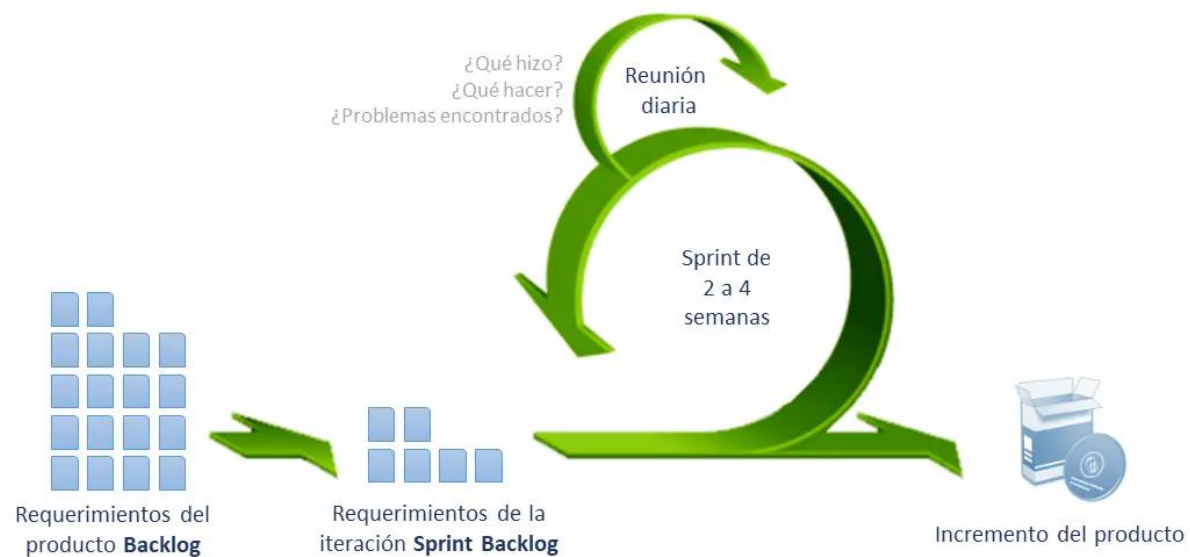 ¿Qué hizo?
¿Qué hacer?
¿Problemas encontrados?
Reunión
diaria
Sprint de
2 a 4
semanas
Requerimientos del
producto Backlog
Requerimientos de la
iteración Sprint Backlog
Incremento del producto